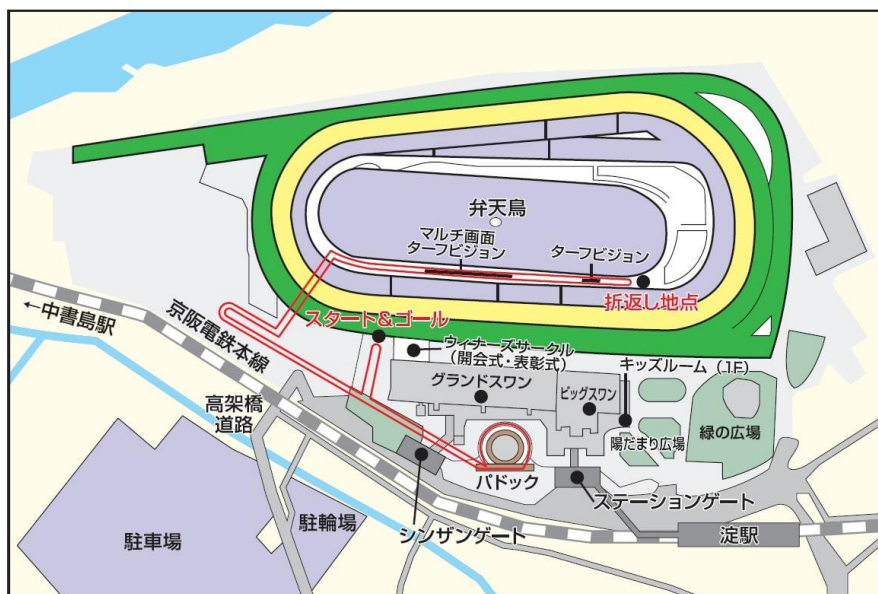 弁天島
マルチ画面
ターフビジョン
ターフビジョン
折返し地点
←中書島駅
京阪電鉄本線
スタート&ゴール
ウィナーズサークル
(開会式・表彰式)
キッズルーム(1F)
グランドスワン
ビッグスワン
高架橋
道路
陽だまり広場
緑の広場
パドック
ステーションゲート
シンザンゲート
駐輪場
駐車場
淀駅